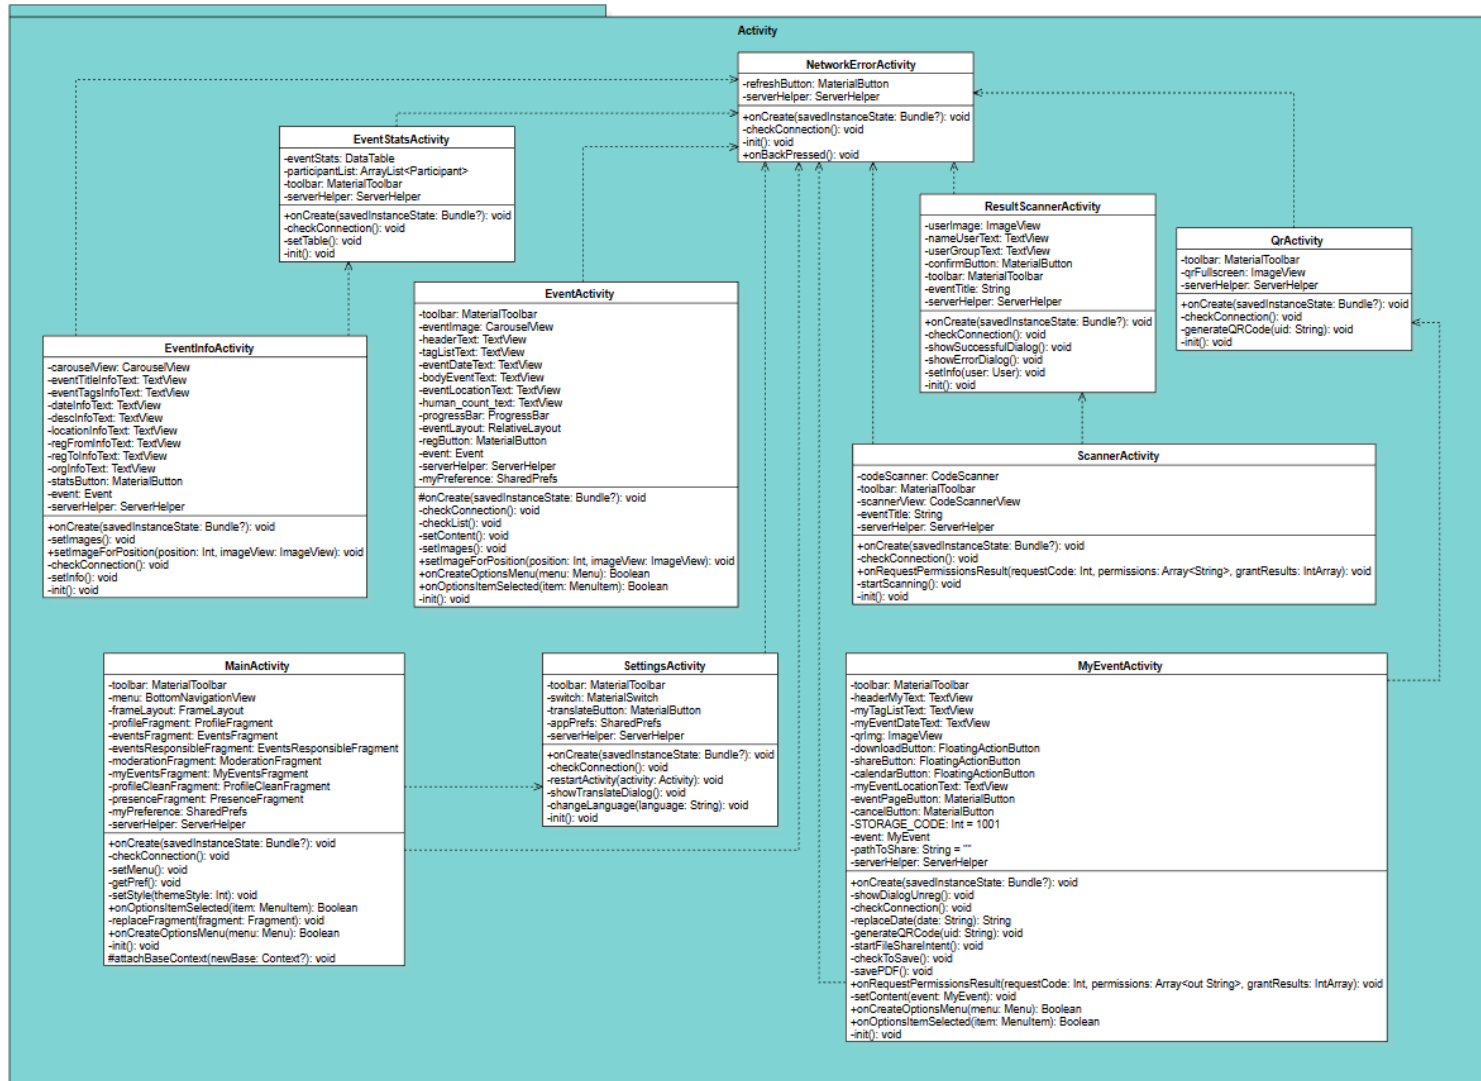 Activity
NetworkErrorActivity
-refreshButton: MaterialButton
-serverHelper: ServerHelper
+onCreate(savedInstanceState: Bundle?): void
-checkConnection(): void
-init(): void
+onBackPressed(): void
EventStatsActivity
-eventStats: DataTable
-participantList: ArrayList<Participant>
-toolbar: MaterialToolbar
-serverHelper: ServerHelper
+onCreate(savedInstanceState: Bundle?): void
-checkConnection(): void
-setTable(): void
-init(): void
ResultScannerActivity
-userImage: ImageView
-nameUserText: TextView
-userGroupText: TextView
-confirmButton: MaterialButton
-toolbar: MaterialToolbar
-eventTitle: String
-serverHelper: ServerHelper
+onCreate(savedInstanceState: Bundle?): void
-checkConnection(): void
-showSuccessfulDialog(): void
-showErrorDialog(): void
-setInfo(user: User): void
-init(): void
QrActivity
-toolbar: MaterialToolbar
-qrFullscreen: ImageView
-serverHelper: ServerHelper
+onCreate(savedInstanceState: Bundle?): void
-checkConnection(): void
-generateQRCode(uid: String): void
-init(): void
EventActivity
-toolbar: MaterialToolbar
-eventImage: CarouselView
-headerText: TextView
-tagListText: TextView
-eventDateText: TextView
-bodyEventText: TextView
-eventLocationText: TextView
-human_count_text: TextView
-progressBar: ProgressBar
-eventLayout: RelativeLayout
-regButton: MaterialButton
-event: Event
-serverHelper: ServerHelper
-myPreference: SharedPrefs
#onCreate(savedInstanceState: Bundle?): void
-checkConnection(): void
-checkList(): void
-setContent(): void
-setImages(): void
+setImageForPosition(position: Int, imageView: ImageView): void
+onCreateOptionsMenu(menu: Menu): Boolean
+onOptionsItemSelected(item: MenuItem): Boolean
-init(): void
EventInfoActivity
-carouselView: CarouselView
-eventTitleInfoText: TextView
-eventTagsInfoText: TextView
-dateInfoText: TextView
-descInfoText: TextView
-locationInfoText: TextView
-regFromInfoText: TextView
-regToInfoText: TextView
-orgInfoText: TextView
-statsButton: MaterialButton
-event: Event
-serverHelper: ServerHelper
+onCreate(savedInstanceState: Bundle?): void
-setImages(): void
+setImageForPosition(position: Int, imageView: ImageView): void
-checkConnection(): void
-setInfo(): void
-init(): void
ScannerActivity
-codeScanner: CodeScanner
-toolbar: MaterialToolbar
-scannerView: CodeScannerView
-eventTitle: String
-serverHelper: ServerHelper
+onCreate(savedInstanceState: Bundle?): void
-checkConnection(): void
+onRequestPermissionsResult(requestCode: Int, permissions: Array<String>, grantResults: IntArray): void
-startScanning(): void
-init(): void
MainActivity
-toolbar: MaterialToolbar
-menu: BottomNavigationView
-frameLayout: FrameLayout
-profileFragment: ProfileFragment
-eventsFragment: EventsFragment
-eventsResponsibleFragment: EventsResponsibleFragment
-moderationFragment: ModerationFragment
-myEventsFragment: MyEventsFragment
-profileCleanFragment: ProfileCleanFragment
-presenceFragment: PresenceFragment
-myPreference: SharedPrefs
-serverHelper: ServerHelper
+onCreate(savedInstanceState: Bundle?): void
-checkConnection(): void
-setMenu(): void
-getPref(): void
-setStyle(themeStyle: Int): void
+onOptionsItemSelected(item: MenuItem): Boolean
-replaceFragment(fragment: Fragment): void
+onCreateOptionsMenu(menu: Menu): Boolean
-init(): void
#attachBaseContext(newBase: Context?): void
SettingsActivity
-toolbar: MaterialToolbar
-switch: MaterialSwitch
-translateButton: MaterialButton
-appPrefs: SharedPrefs
-serverHelper: ServerHelper
+onCreate(savedInstanceState: Bundle?): void
-checkConnection(): void
-restartActivity(activity: Activity): void
-showTranslateDialog(): void
-changeLanguage(language: String): void
-init(): void
MyEventActivity
-toolbar: MaterialToolbar
-headerMyText: TextView
-myTagListText: TextView
-myEventDateText: TextView
-qrImg: ImageView
-downloadButton: FloatingActionButton
-shareButton: FloatingActionButton
-calendarButton: FloatingActionButton
-myEventLocationText: TextView
-eventPageButton: MaterialButton
-cancelButton: MaterialButton
-STORAGE_CODE: Int = 1001
-event: MyEvent
-pathToShare: String = ""
-serverHelper: ServerHelper
+onCreate(savedInstanceState: Bundle?): void
-showDialogUnreg(): void
-checkConnection(): void
-replaceDate(date: String): String
-generateQRCode(uid: String): void
-startFileShareIntent(): void
-checkToSave(): void
-savePDF(): void
+onRequestPermissionsResult(requestCode: Int, permissions: Array<out String>, grantResults: IntArray): void
-setContent(event: MyEvent): void
+onCreateOptionsMenu(menu: Menu): Boolean
+onOptionsItemSelected(item: MenuItem): Boolean
-init(): void